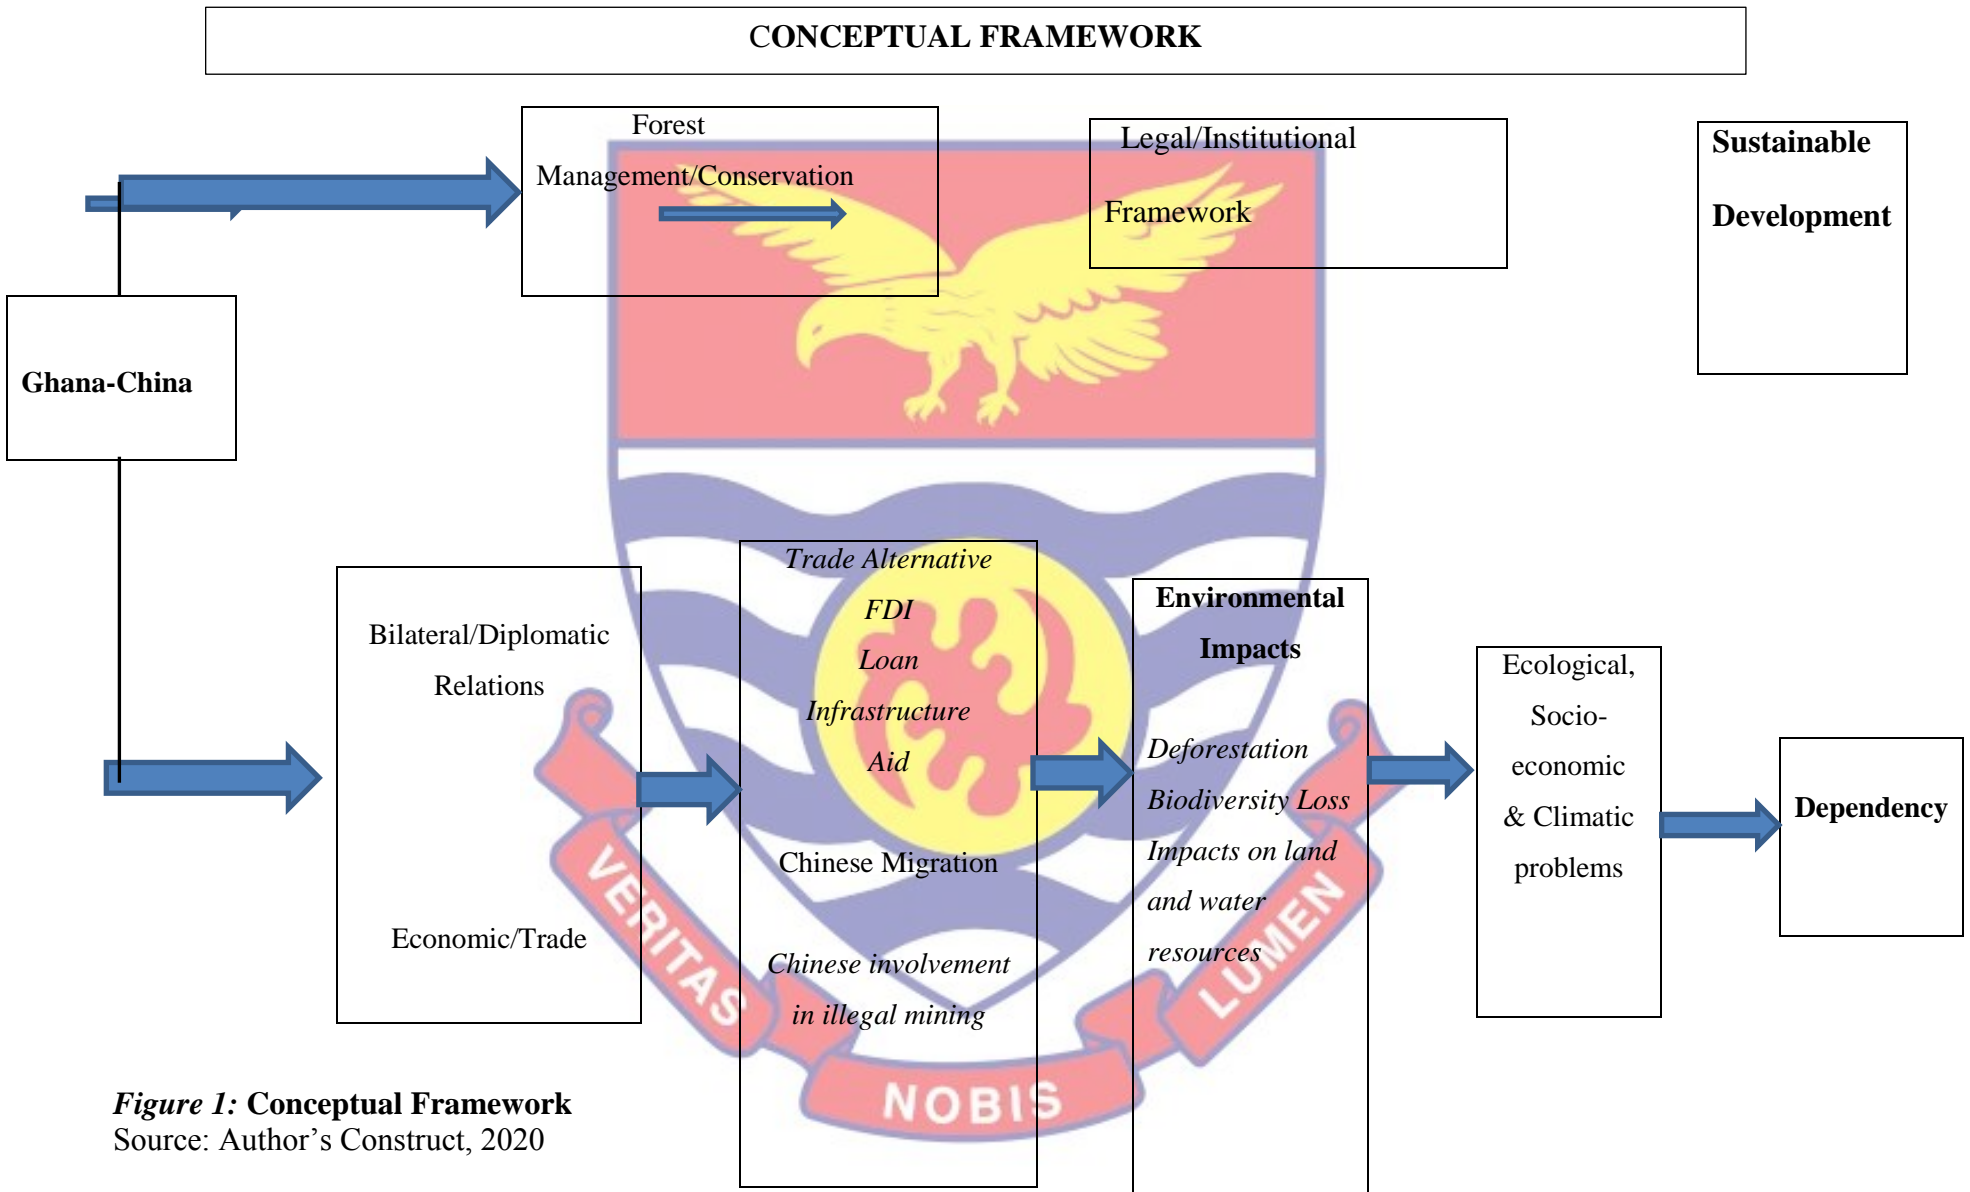 CONCEPTUAL FRAMEWORK
Forest
Management/Conservation
Legal/Institutional
Framework
Sustainable
Development
Ghana-China
Bilateral/Diplomatic
Relations
Economic/Trade
Trade Alternative
FDI
Loan
Infrastructure
Aid
Chinese Migration
Chinese involvement
in illegal mining
Environmental
Impacts
Deforestation
Biodiversity Loss
Impacts on land
and water
resources
Ecological,
Socio-
economic
& Climatic
problems
Dependency
VERITAS
NOBIS
LUMEN
Figure 1: Conceptual Framework
Source: Author’s Construct, 2020